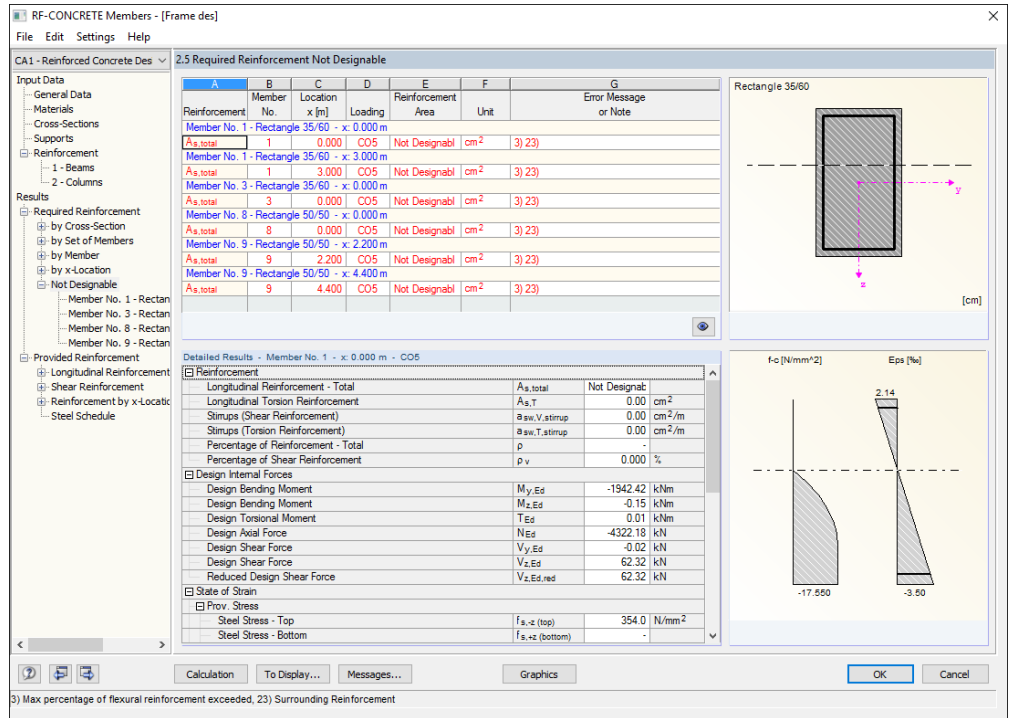 RF-CONCRETE Members - [Frame des]
File Edit Settings Help
CA1 - Reinforced Concrete Des
2.5 Required Reinforcement Not Designable
Input Data
General Data
Materials
Cross-Sections
Supports
Reinforcement
1 - Beams
2 - Columns
Results
Required Reinforcement
by Cross-Section
by Set of Members
by Member
by x-Location
Not Designable
Member No. 1 - Rectan
Member No. 3 - Rectan
Member No. 8 - Rectan
Member No. 9 - Rectan
Provided Reinforcement
Longitudinal Reinforcement
Shear Reinforcement
Reinforcement by x-Locatic
Steel Schedule
A B C D E F G
Member Location Reinforcement Error Message
Reinforcement No. x [m] Loading Area Unit or Note
Member No. 1 - Rectangle 35/60 - x: 0.000 m
As,total 1 0.000 CO5 Not Designabl cm2 3) 23)
Member No. 1 - Rectangle 35/60 - x: 3.000 m
As,total 1 3.000 CO5 Not Designabl cm2 3) 23)
Member No. 3 - Rectangle 35/60 - x: 0.000 m
As,total 3 0.000 CO5 Not Designabl cm2 3) 23)
Member No. 8 - Rectangle 50/50 - x: 0.000 m
As,total 8 0.000 CO5 Not Designabl cm2 3) 23)
Member No. 9 - Rectangle 50/50 - x: 2.200 m
As,total 9 2.200 CO5 Not Designabl cm2 3) 23)
Member No. 9 - Rectangle 50/50 - x: 4.400 m
As,total 9 4.400 CO5 Not Designabl cm2 3) 23)
Rectangle 35/60
y
z
[cm]
Detailed Results - Member No. 1 - x: 0.000 m - CO5
Reinforcement
Longitudinal Reinforcement - Total As,total Not Designat
Longitudinal Torsion Reinforcement As,T 0.00 cm2
Stirrups (Shear Reinforcement) asw,V,stirrup 0.00 cm2/m
Stirrups (Torsion Reinforcement) asw,T,stirrup 0.00 cm2/m
Percentage of Reinforcement - Total ρ -
Percentage of Shear Reinforcement ρv 0.000 %
Design Internal Forces
Design Bending Moment My,Ed -1942.42 kNm
Design Bending Moment Mz,Ed -0.15 kNm
Design Torsional Moment TEd 0.01 kNm
Design Axial Force NEd -4322.18 kN
Design Shear Force Vy,Ed -0.02 kN
Design Shear Force Vz,Ed 62.32 kN
Reduced Design Shear Force Vz,Ed,red 62.32 kN
State of Strain
Prov. Stress
Steel Stress - Top fs,-z (top) 354.0 N/mm2
Steel Stress - Bottom fs,+z (bottom) -
f-c [N/mm^2] Eps [‰]
2.14
-17.550 -3.50
Calculation To Display... Messages... Graphics OK Cancel
3) Max percentage of flexural reinforcement exceeded, 23) Surrounding Reinforcement